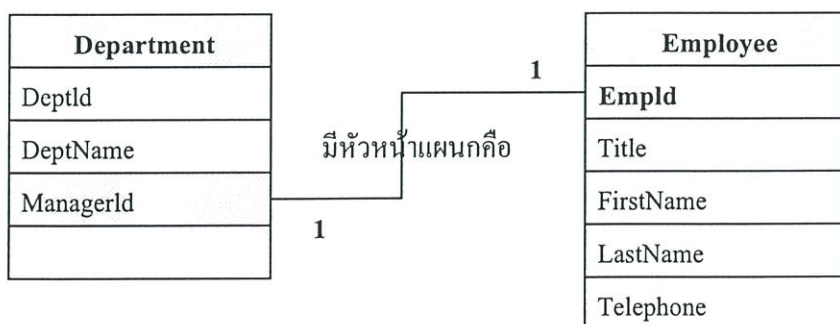 Department
DeptId
DeptName
ManagerId
1
มีหัวหน้าแผนกคือ
1
Employee
EmpId
Title
FirstName
LastName
Telephone